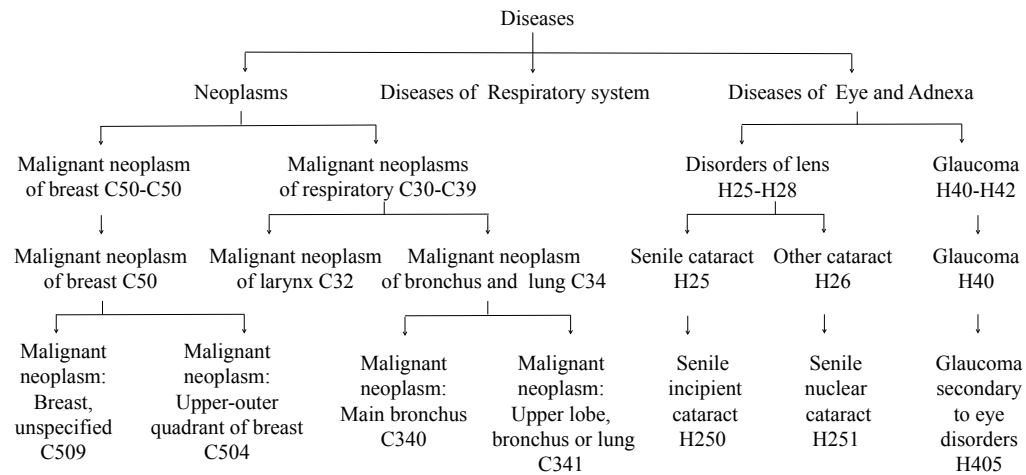 Diseases
Neoplasms
Diseases of Respiratory system
Diseases of Eye and Adnexa
Malignant neoplasm
of breast C50-C50
Malignant neoplasms
of respiratory C30-C39
Disorders of lens
H25-H28
Glaucoma
H40-H42
Malignant neoplasm
of breast C50
Malignant neoplasm
of larynx C32
Malignant neoplasm
of bronchus and lung C34
Senile cataract
H25
Other cataract
H26
Glaucoma
H40
Malignant
neoplasm:
Breast,
unspecified
C509
Malignant
neoplasm:
Upper-outer
quadrant of breast
C504
Malignant
neoplasm:
Main bronchus
C340
Malignant
neoplasm:
Upper lobe,
bronchus or lung
C341
Senile
incipient
cataract
H250
Senile
nuclear
cataract
H251
Glaucoma
secondary
to eye
disorders
H405